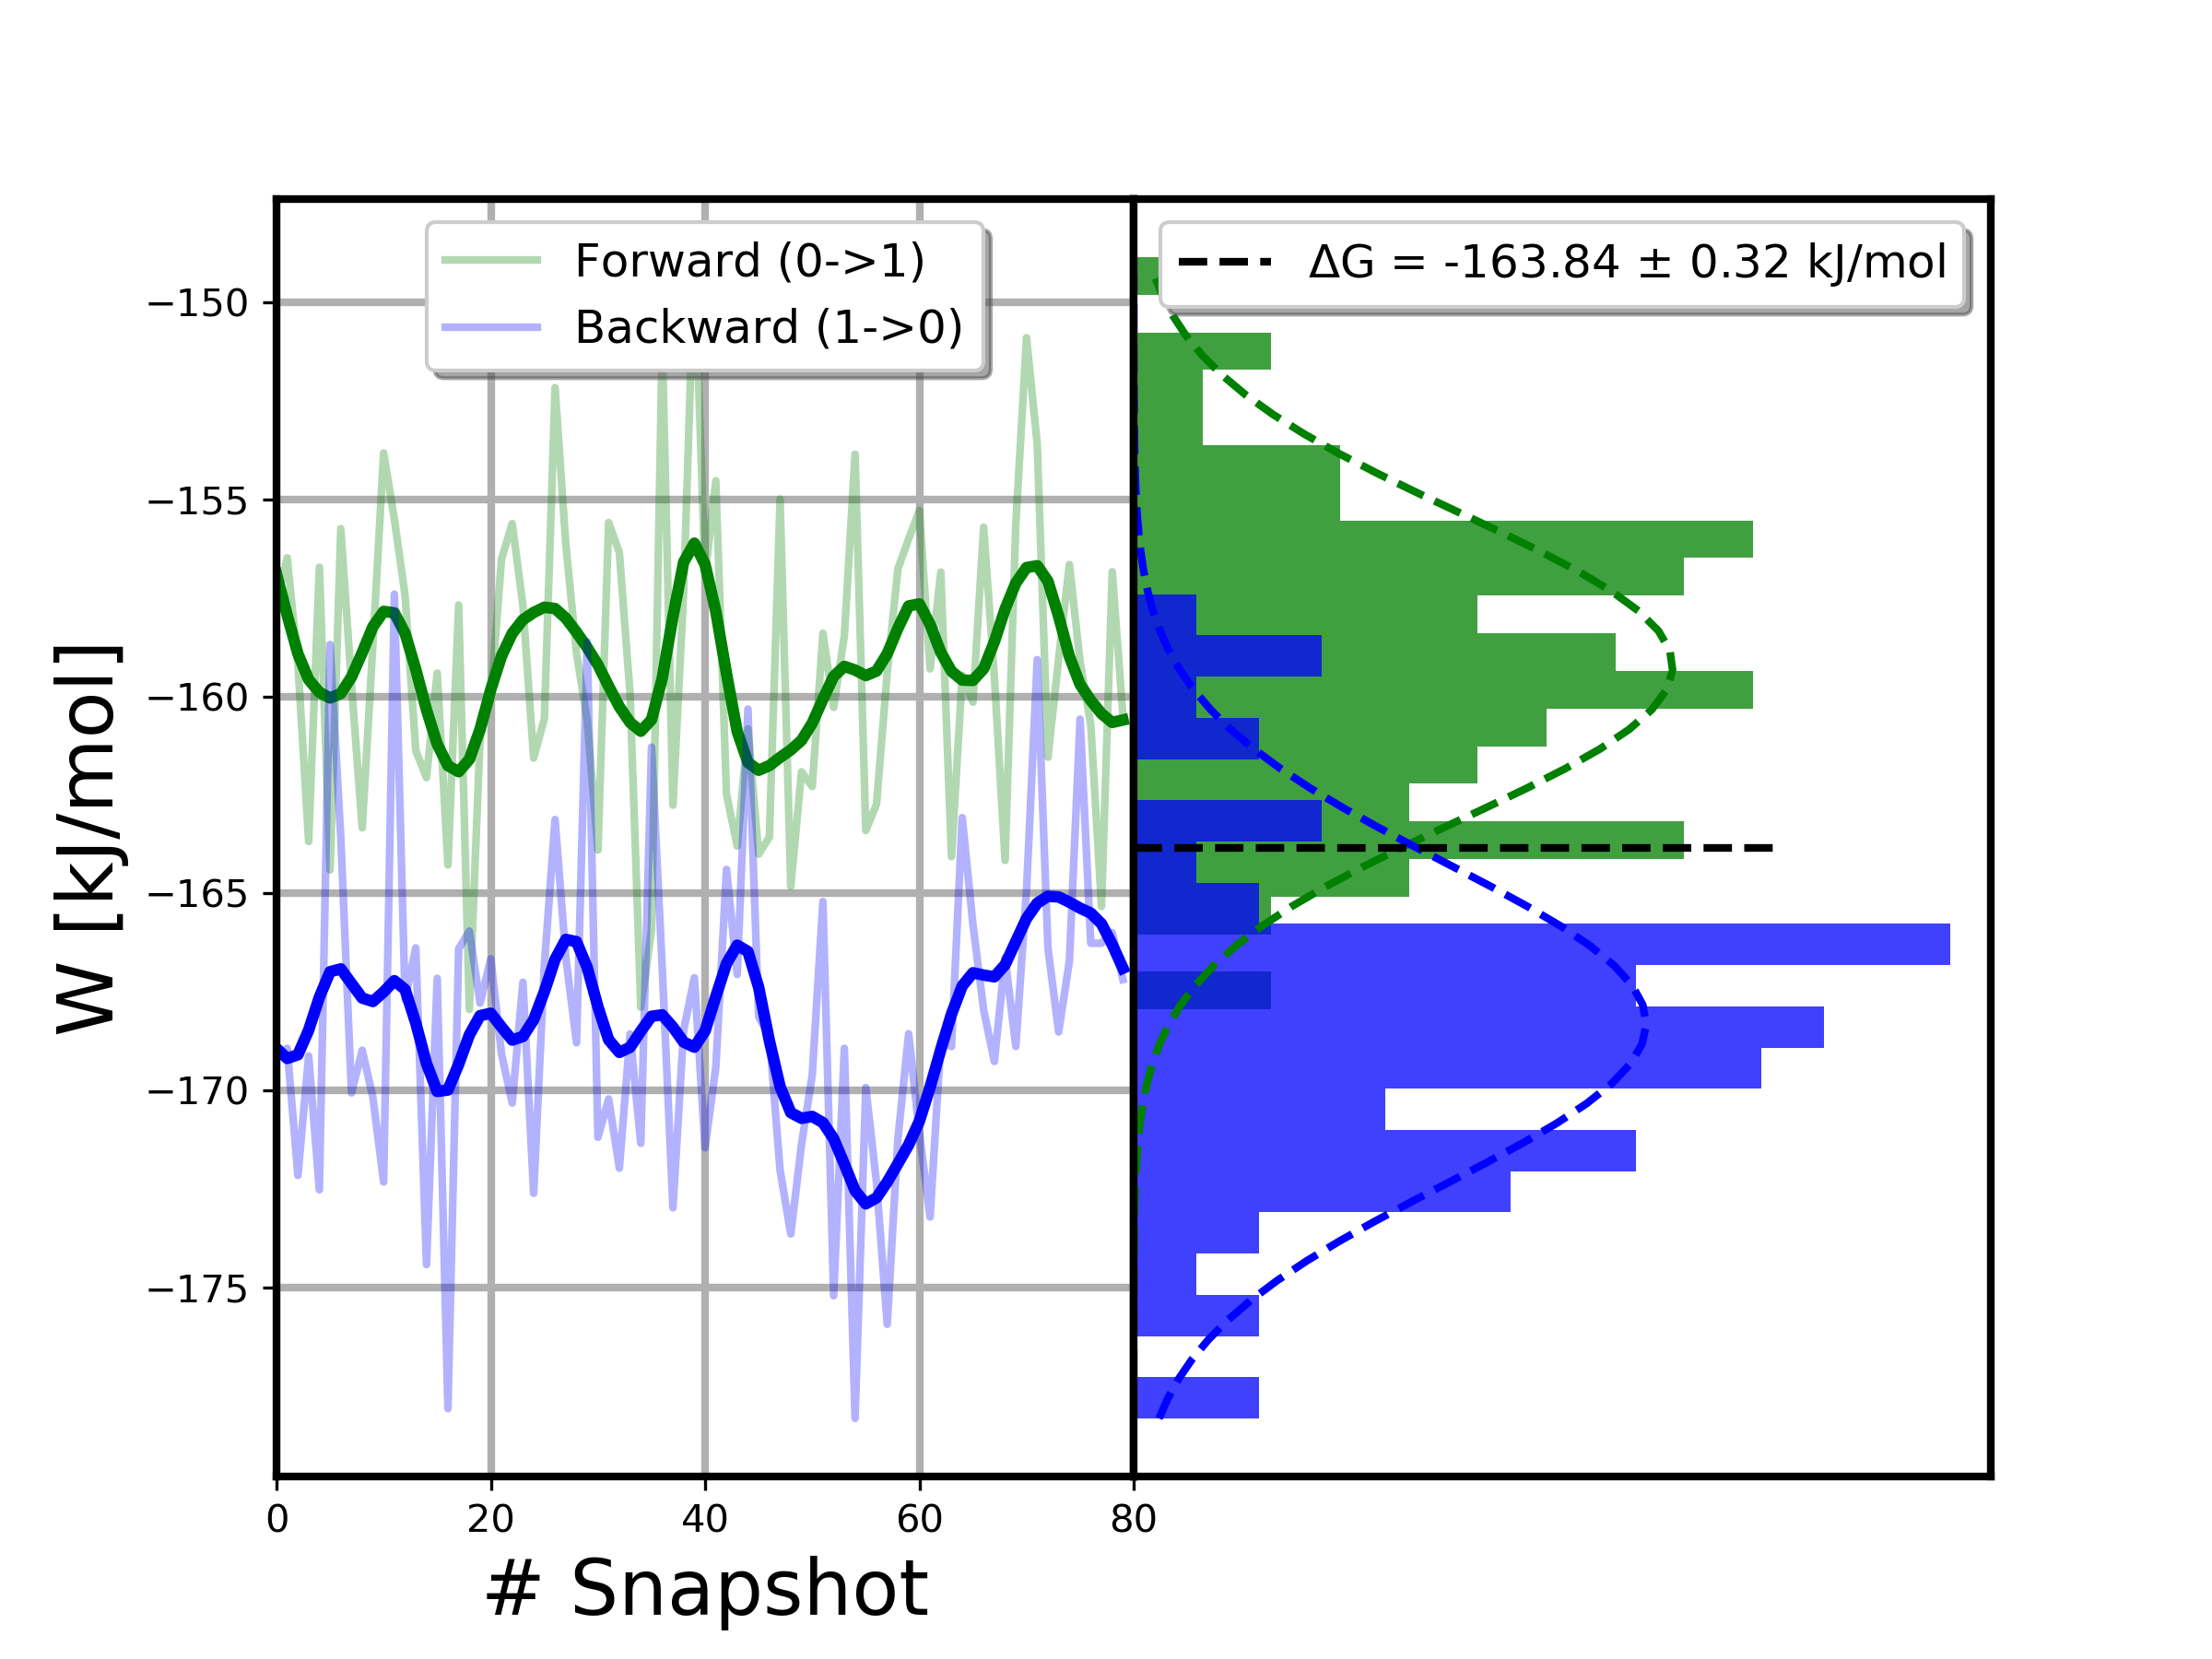 Forward (0->1)
Backward (1->0)
ΔG = -163.84 ± 0.32 kJ/mol
−150
−155
−160
−165
−170
−175
W [kJ/mol]
0 20 40 60 80
# Snapshot